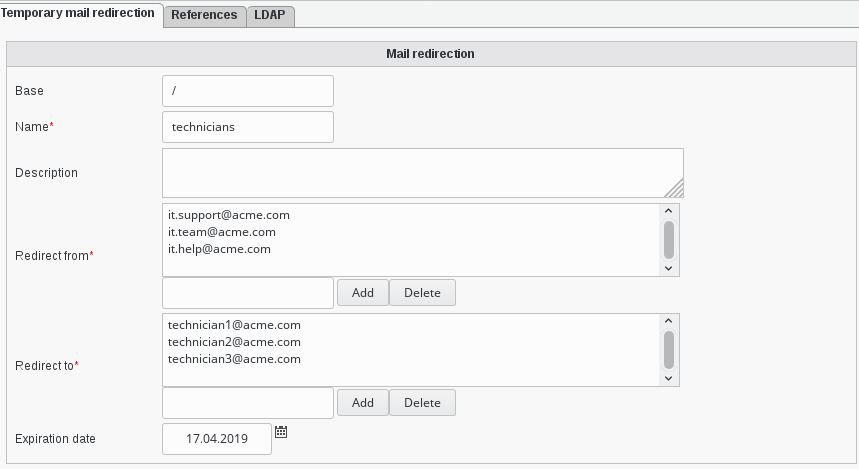 Temporary mail redirection References LDAP
Mail redirection
Base /
Name* technicians
Description
it.support@acme.com
it.team@acme.com
it.help@acme.com
Redirect from*
Add Delete
technician1@acme.com
technician2@acme.com
technician3@acme.com
Redirect to*
Add Delete
Expiration date 17.04.2019